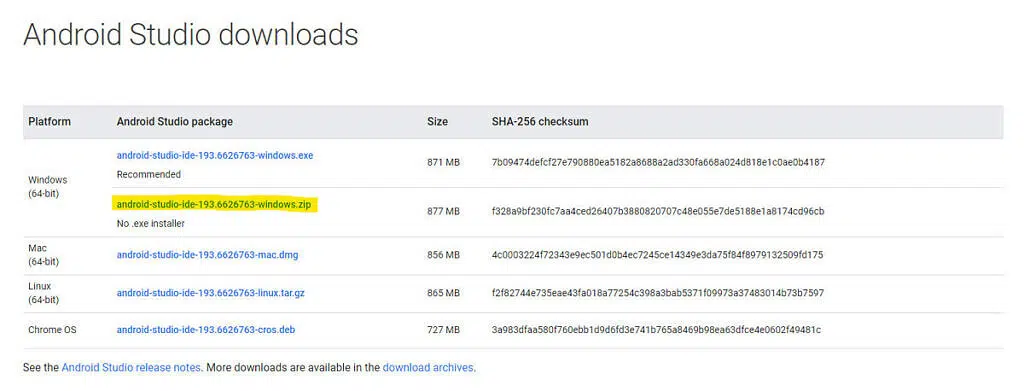 Android Studio downloads
Platform Android Studio package Size SHA-256 checksum
Windows
(64-bit)
android-studio-ide-193.6626763-windows.exe 871 MB 7b09474defcf27e790880ea5182a8688a2ad330fa668a024d818e1c0ae0b4187
Recommended
android-studio-ide-193.6626763-windows.zip 877 MB f328a9bf230fc7aa4ced26407b3880820707c48e055e7de5188e1a8174cd96cb
No .exe installer
Mac
(64-bit)
android-studio-ide-193.6626763-mac.dmg 856 MB 4c0003224f72343e9ec501d0b4ec7245ce14349e3da75f84f8979132509fd175
Linux
(64-bit)
android-studio-ide-193.6626763-linux.tar.gz 865 MB f2f82744e735eae43fa018a77254c398a3bab5371f09973a37483014b73b7597
Chrome OS android-studio-ide-193.6626763-cros.deb 727 MB 3a983dfaa580f760ebb1d9d6fd3e741b765a8469b98ea63dfce4e0602f49481c
See the Android Studio release notes. More downloads are available in the download archives.